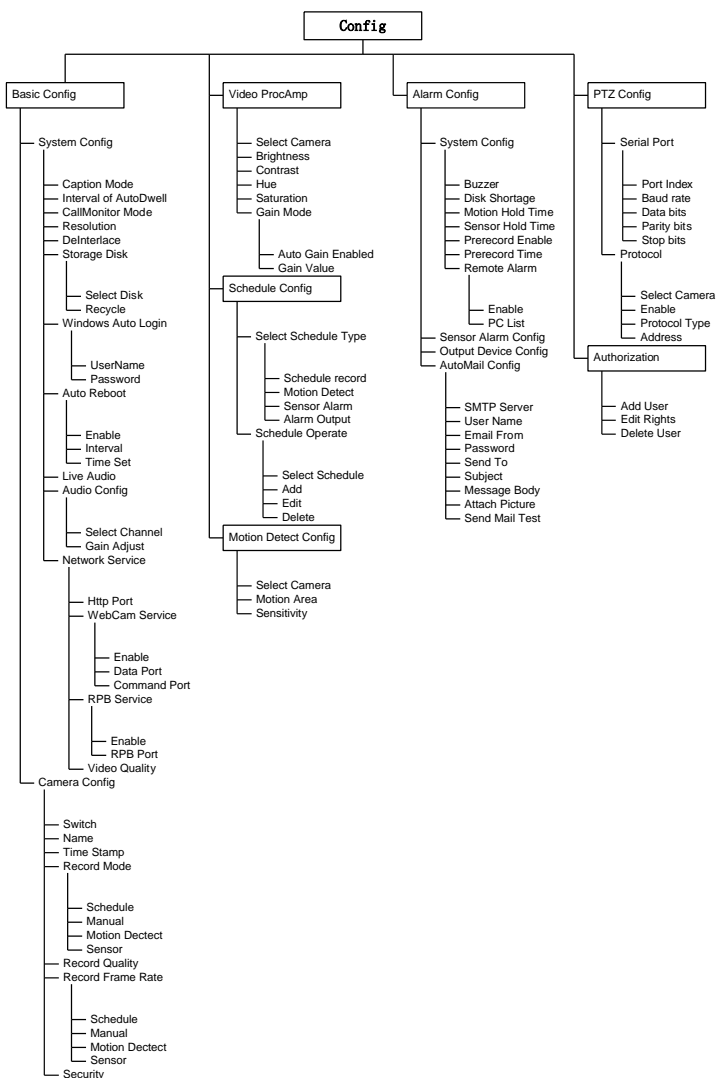 Config
Basic Config
System Config
Caption Mode
Interval of AutoDwell
CallMonitor Mode
Resolution
DeInterlace
Storage Disk
Select Disk
Recycle
Windows Auto Login
UserName
Password
Auto Reboot
Enable
Interval
Time Set
Live Audio
Audio Config
Select Channel
Gain Adjust
Network Service
Http Port
WebCam Service
Enable
Data Port
Command Port
RPB Service
Enable
RPB Port
Video Quality
Camera Config
Switch
Name
Time Stamp
Record Mode
Schedule
Manual
Motion Dectect
Sensor
Record Quality
Record Frame Rate
Schedule
Manual
Motion Dectect
Sensor
Security
Video ProcAmp
Select Camera
Brightness
Contrast
Hue
Saturation
Gain Mode
Auto Gain Enabled
Gain Value
Schedule Config
Select Schedule Type
Schedule record
Motion Detect
Sensor Alarm
Alarm Output
Schedule Operate
Select Schedule
Add
Edit
Delete
Motion Detect Config
Select Camera
Motion Area
Sensitivity
Alarm Config
System Config
Buzzer
Disk Shortage
Motion Hold Time
Sensor Hold Time
Prerecord Enable
Prerecord Time
Remote Alarm
Enable
PC List
Sensor Alarm Config
Output Device Config
AutoMail Config
SMTP Server
User Name
Email From
Password
Send To
Subject
Message Body
Attach Picture
Send Mail Test
PTZ Config
Serial Port
Port Index
Baud rate
Data bits
Parity bits
Stop bits
Protocol
Select Camera
Enable
Protocol Type
Address
Authorization
Add User
Edit Rights
Delete User